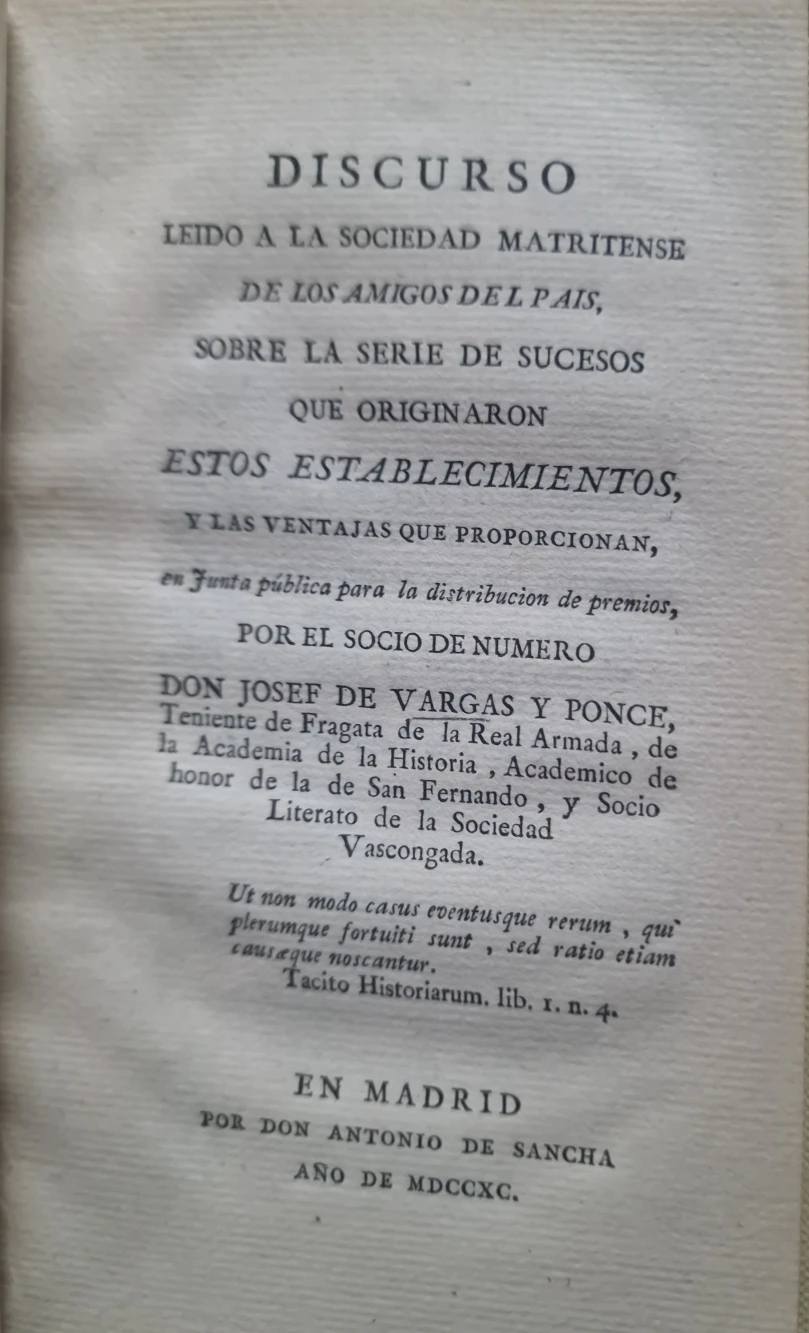 DISCURSO
LEIDO A LA SOCIEDAD MATRITENSE
DE LOS AMIGOS DEL PAIS,
SOBRE LA SERIE DE SUCESOS
QUE ORIGINARON
ESTOS ESTABLECIMIENTOS,
Y LAS VENTAJAS QUE PROPORCIONAN,
en Junta pública para la distribucion de premios,
POR EL SOCIO DE NUMERO
DON JOSEF DE VARGAS Y PONCE,
Teniente de Fragata de la Real Armada , de
la Academia de la Historia , Academico de
honor de la de San Fernando , y Socio
Literato de la Sociedad
Vascongada.
Ut non modo casus eventusque rerum , qui
plerumque fortuiti sunt , sed ratio etiam
causæque noscantur.
Tacito Historiarum. lib. 1. n. 4.
EN MADRID
POR DON ANTONIO DE SANCHA
AÑO DE MDCCXC.